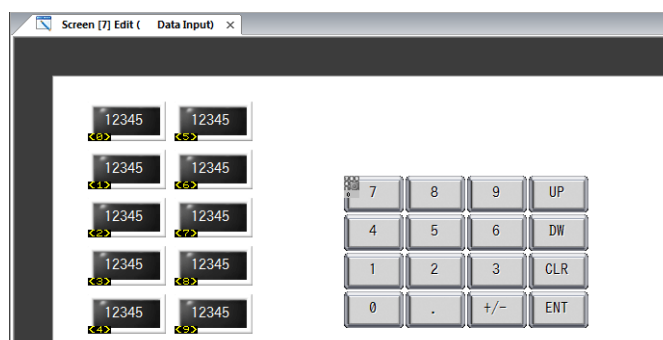 Screen [7] Edit ( Data Input) ×
12345 12345
<0> <5>
12345 12345
<1> <6>
12345 12345
<2> <7>
12345 12345
<3> <8>
12345 12345
<4> <9>
7 8 9 UP
4 5 6 DW
1 2 3 CLR
0 . +/- ENT